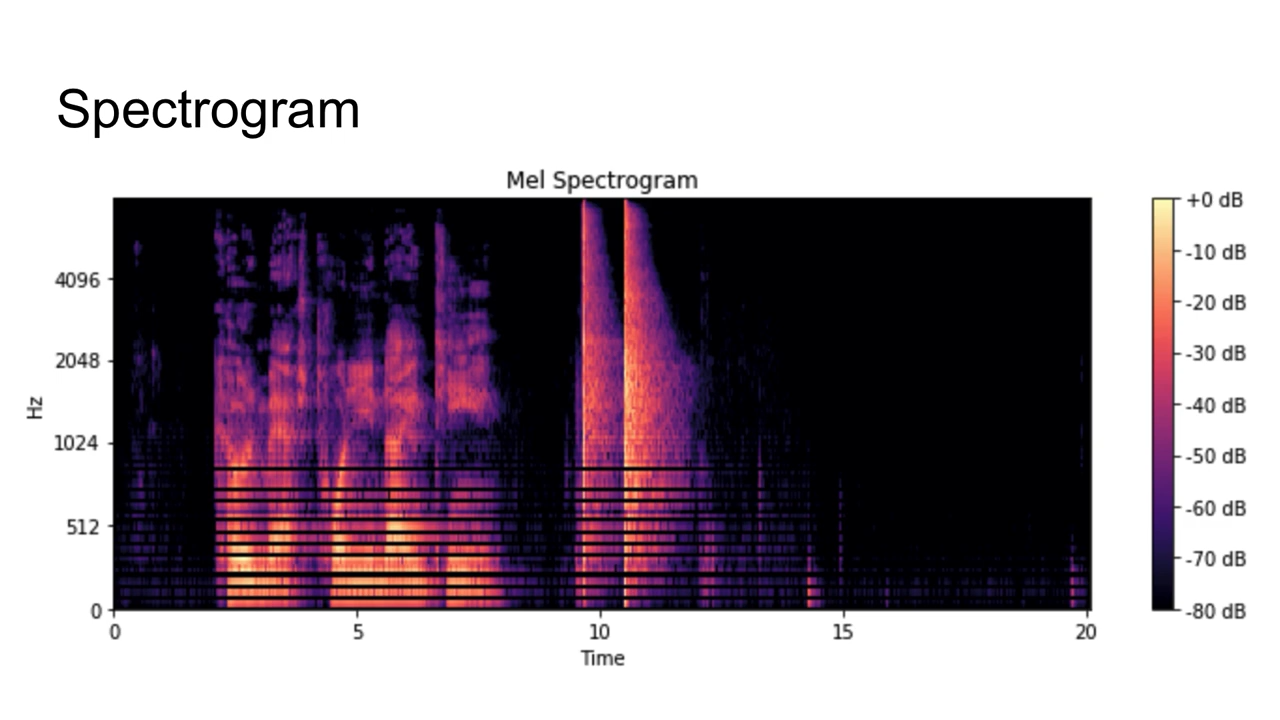 Spectrogram
Mel Spectrogram
Hz
4096
2048
1024
512
0
0 5 10 15 20
Time
+0 dB
-10 dB
-20 dB
-30 dB
-40 dB
-50 dB
-60 dB
-70 dB
-80 dB